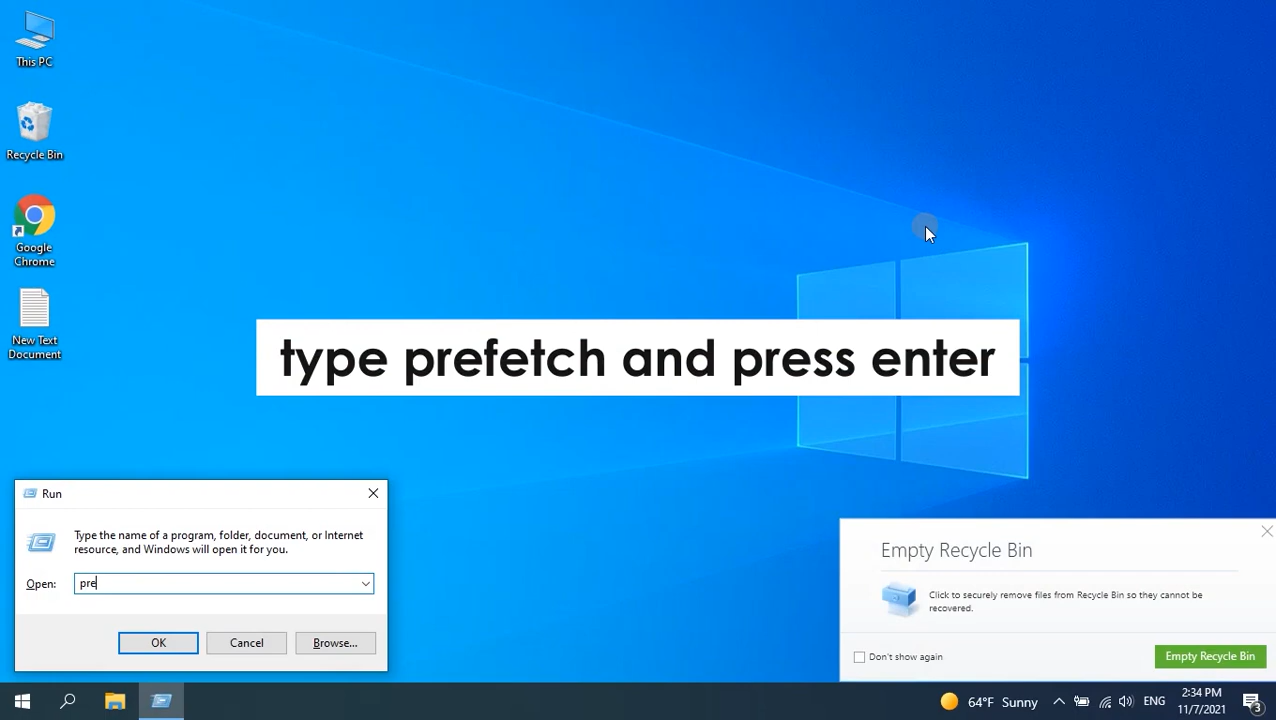 This PC
Recycle Bin
Google
Chrome
New Text
Document
type prefetch and press enter
Run
Type the name of a program, folder, document, or Internet
resource, and Windows will open it for you.
Open:
pre
OK
Cancel
Browse...
Empty Recycle Bin
Click to securely remove files from Recycle Bin so they cannot be
recovered.
Don't show again
Empty Recycle Bin
64°F Sunny
ENG
2:34 PM
11/7/2021
3